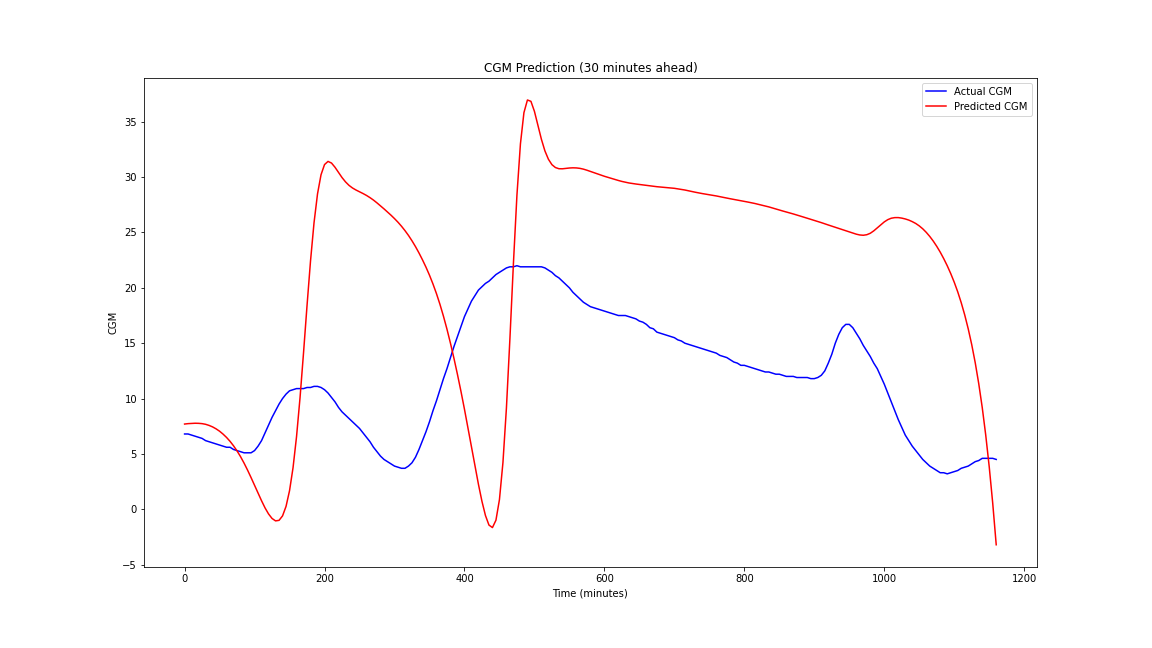 CGM Prediction (30 minutes ahead)
Actual CGM
Predicted CGM
35
30
25
20
15
10
5
0
−5
CGM
0 200 400 600 800 1000 1200
Time (minutes)